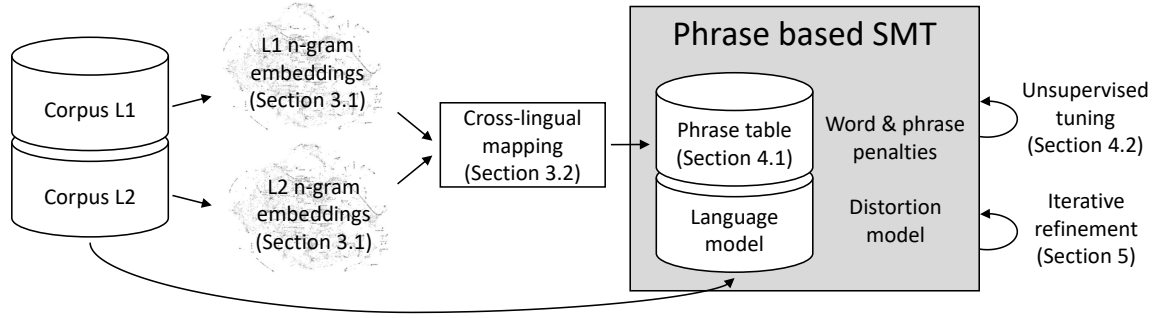 Corpus L1
Corpus L2
L1 n-gram
embeddings
(Section 3.1)
L2 n-gram
embeddings
(Section 3.1)
Cross-lingual
mapping
(Section 3.2)
Phrase based SMT
Phrase table
(Section 4.1)
Language
model
Word & phrase
penalties
Distortion
model
Unsupervised
tuning
(Section 4.2)
Iterative
refinement
(Section 5)